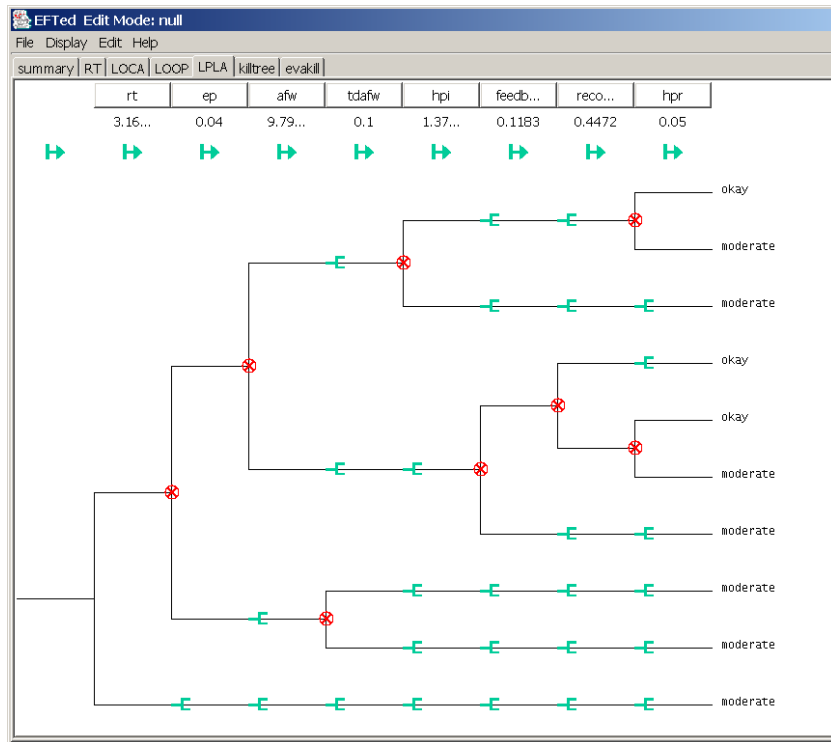 EFTed Edit Mode: null
File Display Edit Help
summary RT LOCA LOOP LPLA killtree evakill
rt ep afw tdafw hpi feedb... reco... hpr
3.16... 0.04 9.79... 0.1 1.37... 0.1183 0.4472 0.05
okay
moderate
moderate
okay
okay
moderate
moderate
moderate
moderate
moderate